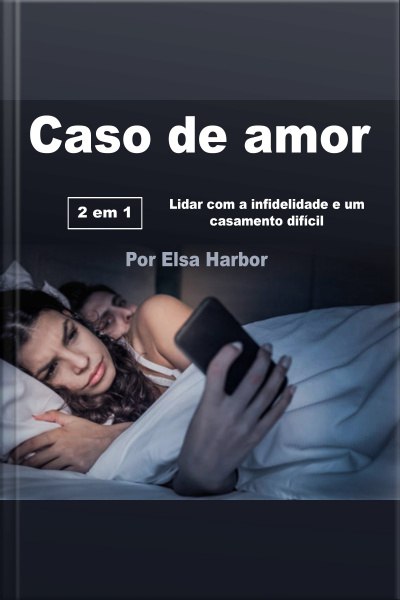 Caso de amor
2 em 1
Lidar com a infidelidade e um
casamento difícil
Por Elsa Harbor